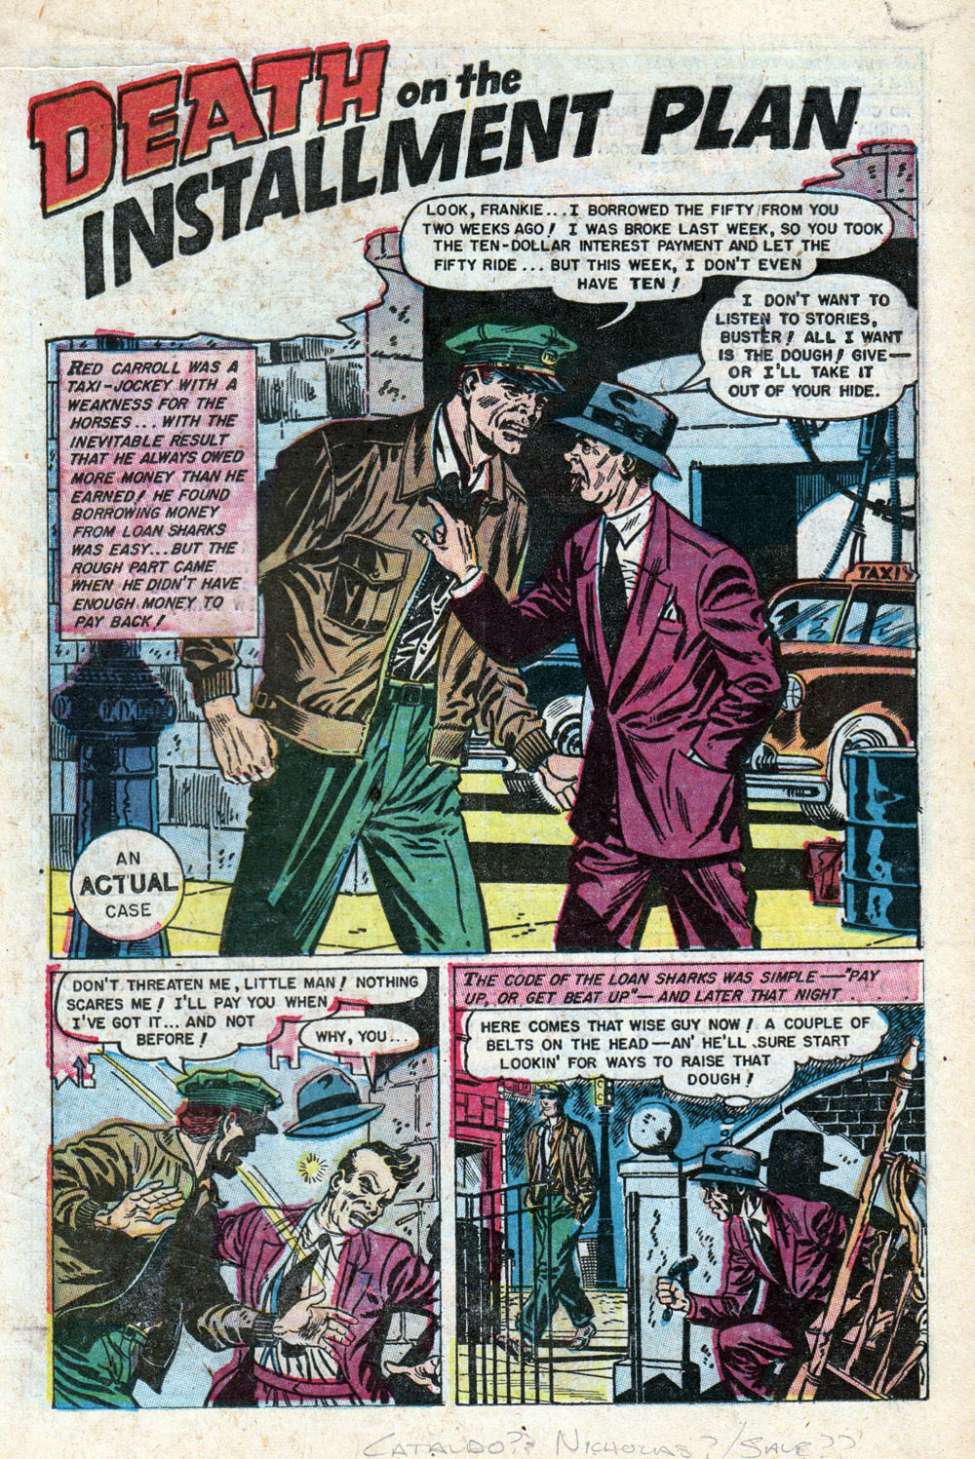 DEATH on the
INSTALLMENT PLAN
LOOK, FRANKIE... I BORROWED THE FIFTY FROM YOU
TWO WEEKS AGO! I WAS BROKE LAST WEEK, SO YOU TOOK
THE TEN-DOLLAR INTEREST PAYMENT AND LET THE
FIFTY RIDE... BUT THIS WEEK, I DON'T EVEN
HAVE TEN!
I DON'T WANT TO
LISTEN TO STORIES,
BUSTER! ALL I WANT
IS THE DOUGH! GIVE—
OR I'LL TAKE IT
OUT OF YOUR HIDE.
RED CARROLL WAS A
TAXI-JOCKEY WITH A
WEAKNESS FOR THE
HORSES... WITH THE
INEVITABLE RESULT
THAT HE ALWAYS OWED
MORE MONEY THAN HE
EARNED! HE FOUND
BORROWING MONEY
FROM LOAN SHARKS
WAS EASY... BUT THE
ROUGH PART CAME
WHEN HE DIDN'T HAVE
ENOUGH MONEY TO
PAY BACK!
TAXI
AN
ACTUAL
CASE
DON'T THREATEN ME, LITTLE MAN! NOTHING
SCARES ME! I'LL PAY YOU WHEN
I'VE GOT IT... AND NOT
BEFORE!
WHY, YOU...
THE CODE OF THE LOAN SHARKS WAS SIMPLE—"PAY
UP, OR GET BEAT UP"—AND LATER THAT NIGHT...
HERE COMES THAT WISE GUY NOW! A COUPLE OF
BELTS ON THE HEAD—AN' HE'LL SURE START
LOOKIN' FOR WAYS TO RAISE THAT
DOUGH!
CATALDO?? NICHOLAS?/SALE??